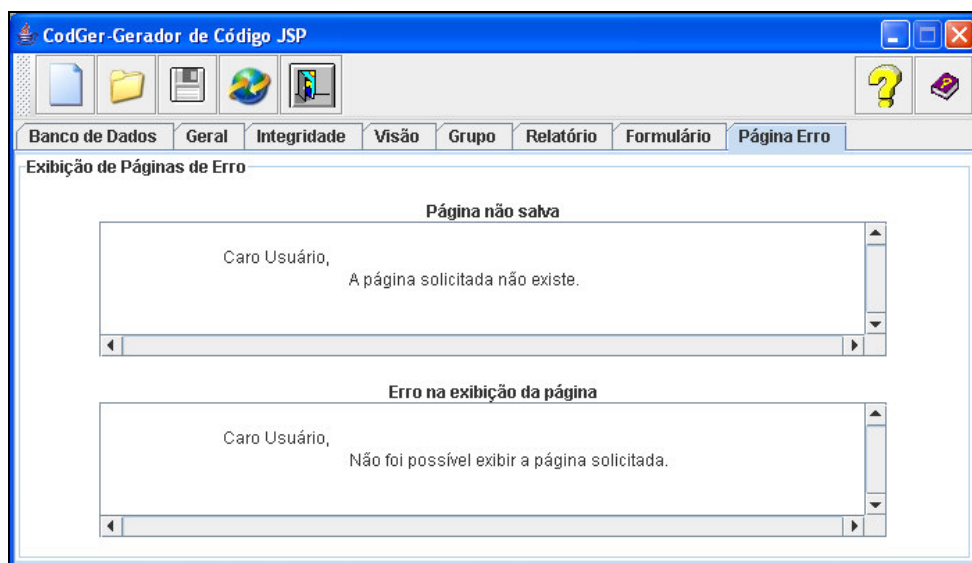 CodGer-Gerador de Código JSP
Banco de Dados Geral Integridade Visão Grupo Relatório Formulário Página Erro
Exibição de Páginas de Erro
Página não salva
Caro Usuário,
A página solicitada não existe.
Erro na exibição da página
Caro Usuário,
Não foi possível exibir a página solicitada.